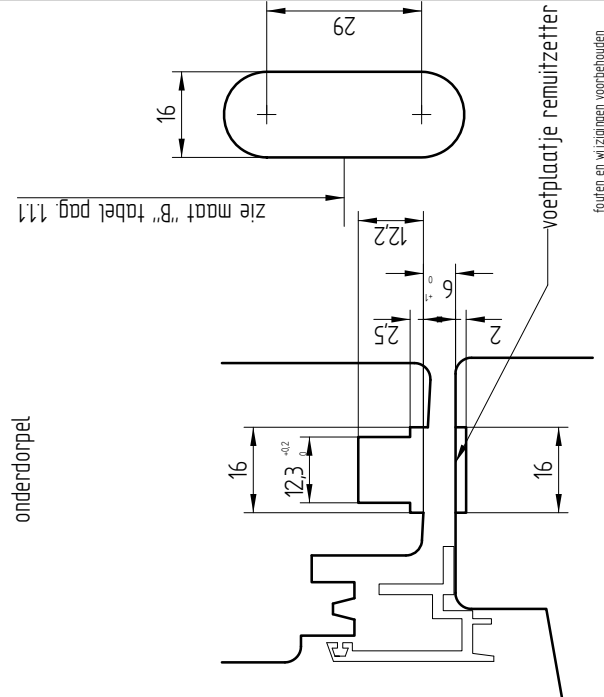 29
16
zie maat "B" tabel pag. 1.1.1
12,2
6 +1 0
2,5
2
voetplaatje remuitzetter
fouten en wijzigingen voorbehouden
onderdorpel
16
12,3 +0,2 0
16